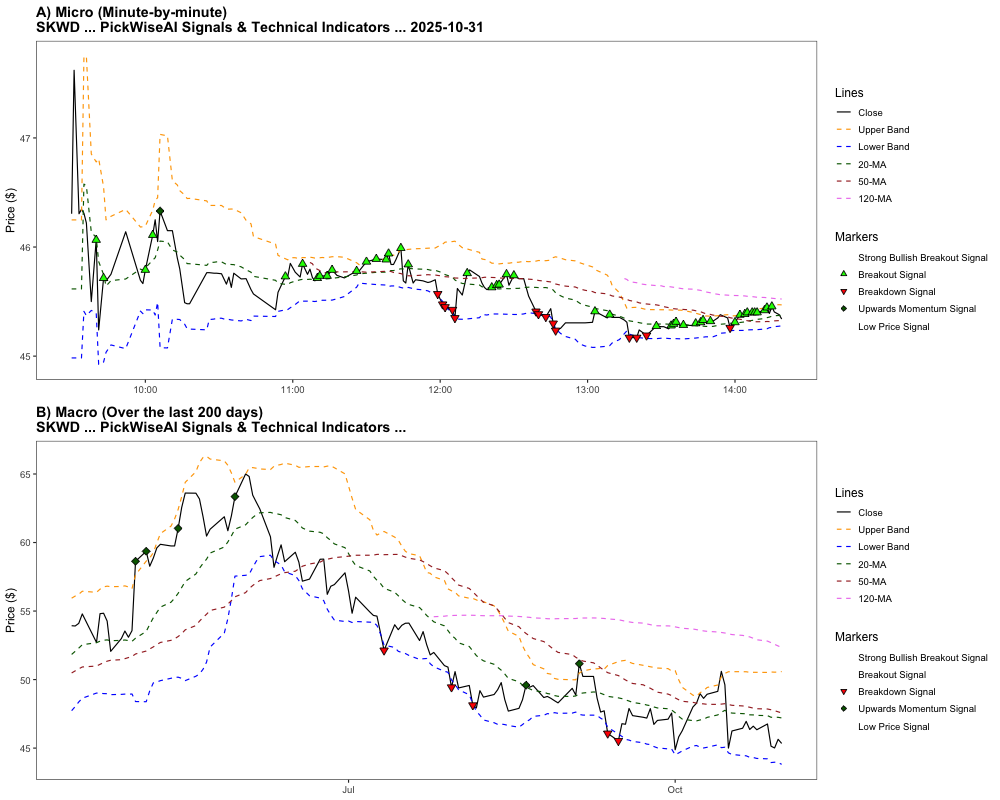 A) Micro (Minute-by-minute)
SKWD ... PickWiseAI Signals & Technical Indicators ... 2025-10-31
47
46
45
Price ($)
10:00
11:00
12:00
13:00
14:00
Lines
Close
Upper Band
Lower Band
20-MA
50-MA
120-MA
Markers
Strong Bullish Breakout Signal
Breakout Signal
Breakdown Signal
Upwards Momentum Signal
Low Price Signal
B) Macro (Over the last 200 days)
SKWD ... PickWiseAI Signals & Technical Indicators ...
65
60
55
50
45
Price ($)
Jul
Oct
Lines
Close
Upper Band
Lower Band
20-MA
50-MA
120-MA
Markers
Strong Bullish Breakout Signal
Breakout Signal
Breakdown Signal
Upwards Momentum Signal
Low Price Signal